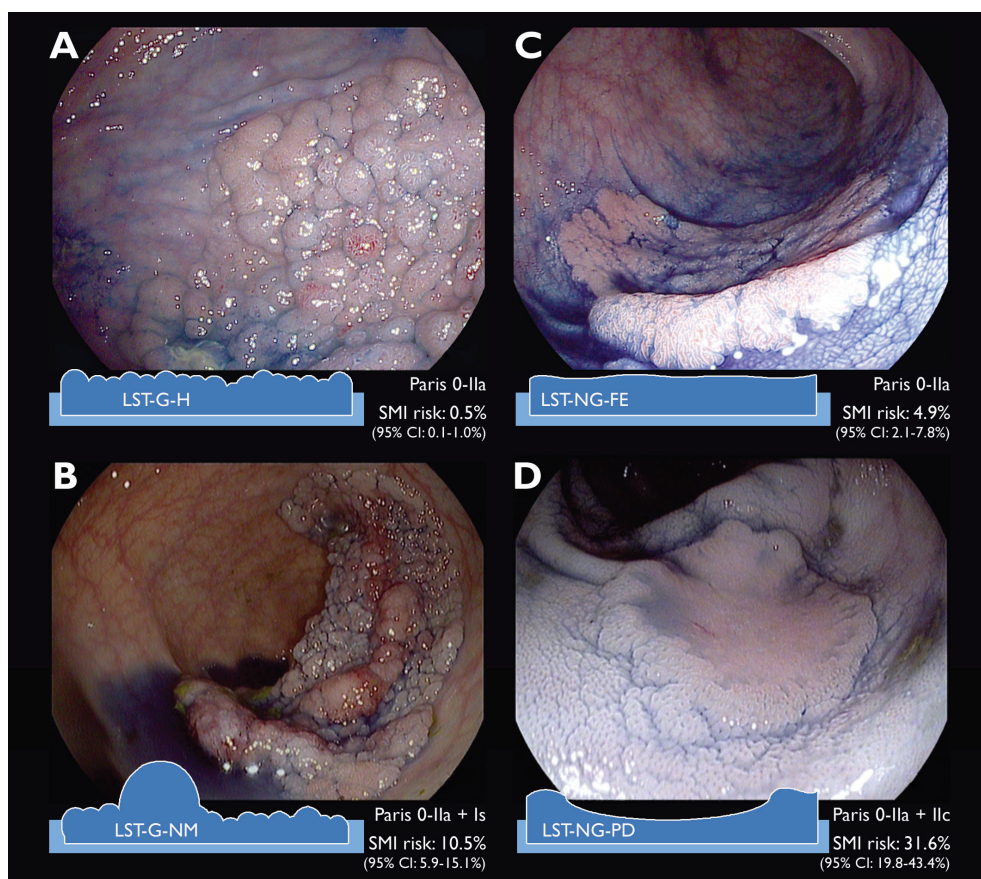 A
LST-G-H
Paris 0-IIa
SMI risk: 0.5%
(95% CI: 0.1-1.0%)
B
LST-G-NM
Paris 0-IIa + Is
SMI risk: 10.5%
(95% CI: 5.9-15.1%)
C
LST-NG-FE
Paris 0-IIa
SMI risk: 4.9%
(95% CI: 2.1-7.8%)
D
LST-NG-PD
Paris 0-IIa + IIc
SMI risk: 31.6%
(95% CI: 19.8-43.4%)